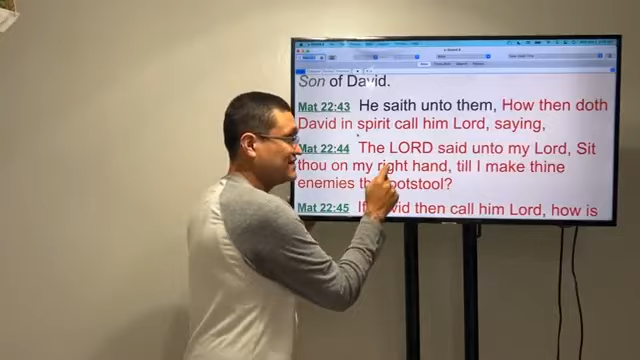 Son of David.
Mat 22:43 He saith unto them, How then doth
David in spirit call him Lord, saying,
Mat 22:44 The LORD said unto my Lord, Sit
thou on my right hand, till I make thine
enemies
Mat 22:45 David then call him Lord, how is